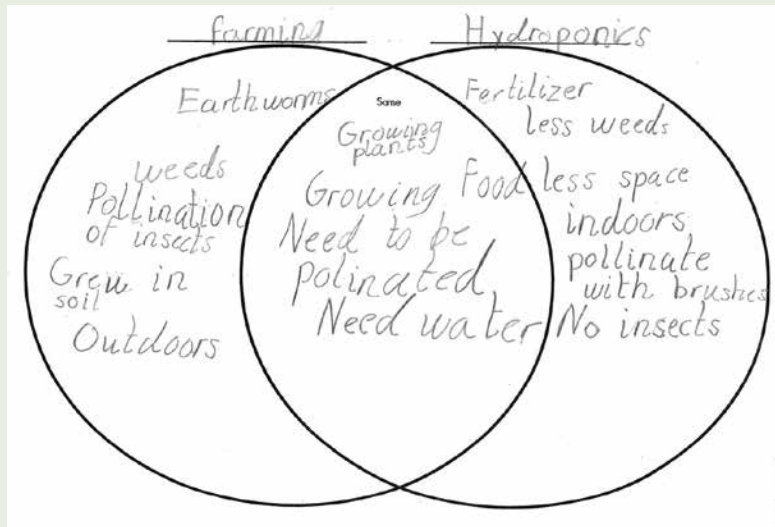 farming
Hydroponics
Earthworms
weeds
Pollination
of insects
Grew in
soil
Outdoors
Same
Growing
plants
Growing Food
Need to be
polinated
Need water
Fertilizer
less weeds
less space
indoors
pollinate
with brushes
No insects